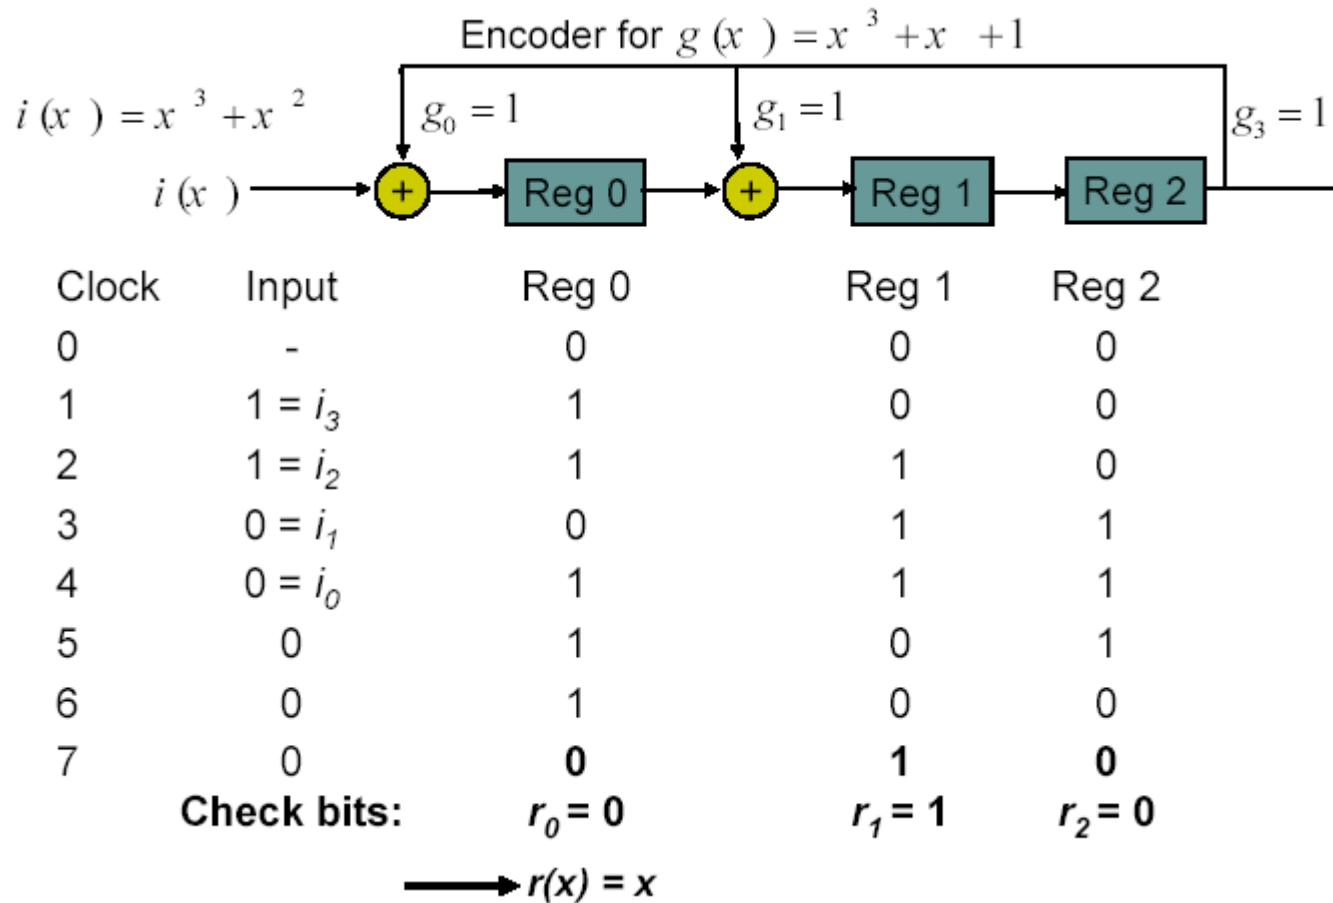 Encoder for g (x ) = x ³ + x + 1
i (x ) = x ³ + x ²
g₀ = 1
g₁ = 1
g₃ = 1
i (x )
+
Reg 0
+
Reg 1
Reg 2
Clock Input Reg 0 Reg 1 Reg 2
0 - 0 0 0
1 1 = i₃ 1 0 0
2 1 = i₂ 1 1 0
3 0 = i₁ 0 1 1
4 0 = i₀ 1 1 1
5 0 1 0 1
6 0 1 0 0
7 0 0 1 0
Check bits: r₀ = 0 r₁ = 1 r₂ = 0
r(x) = x